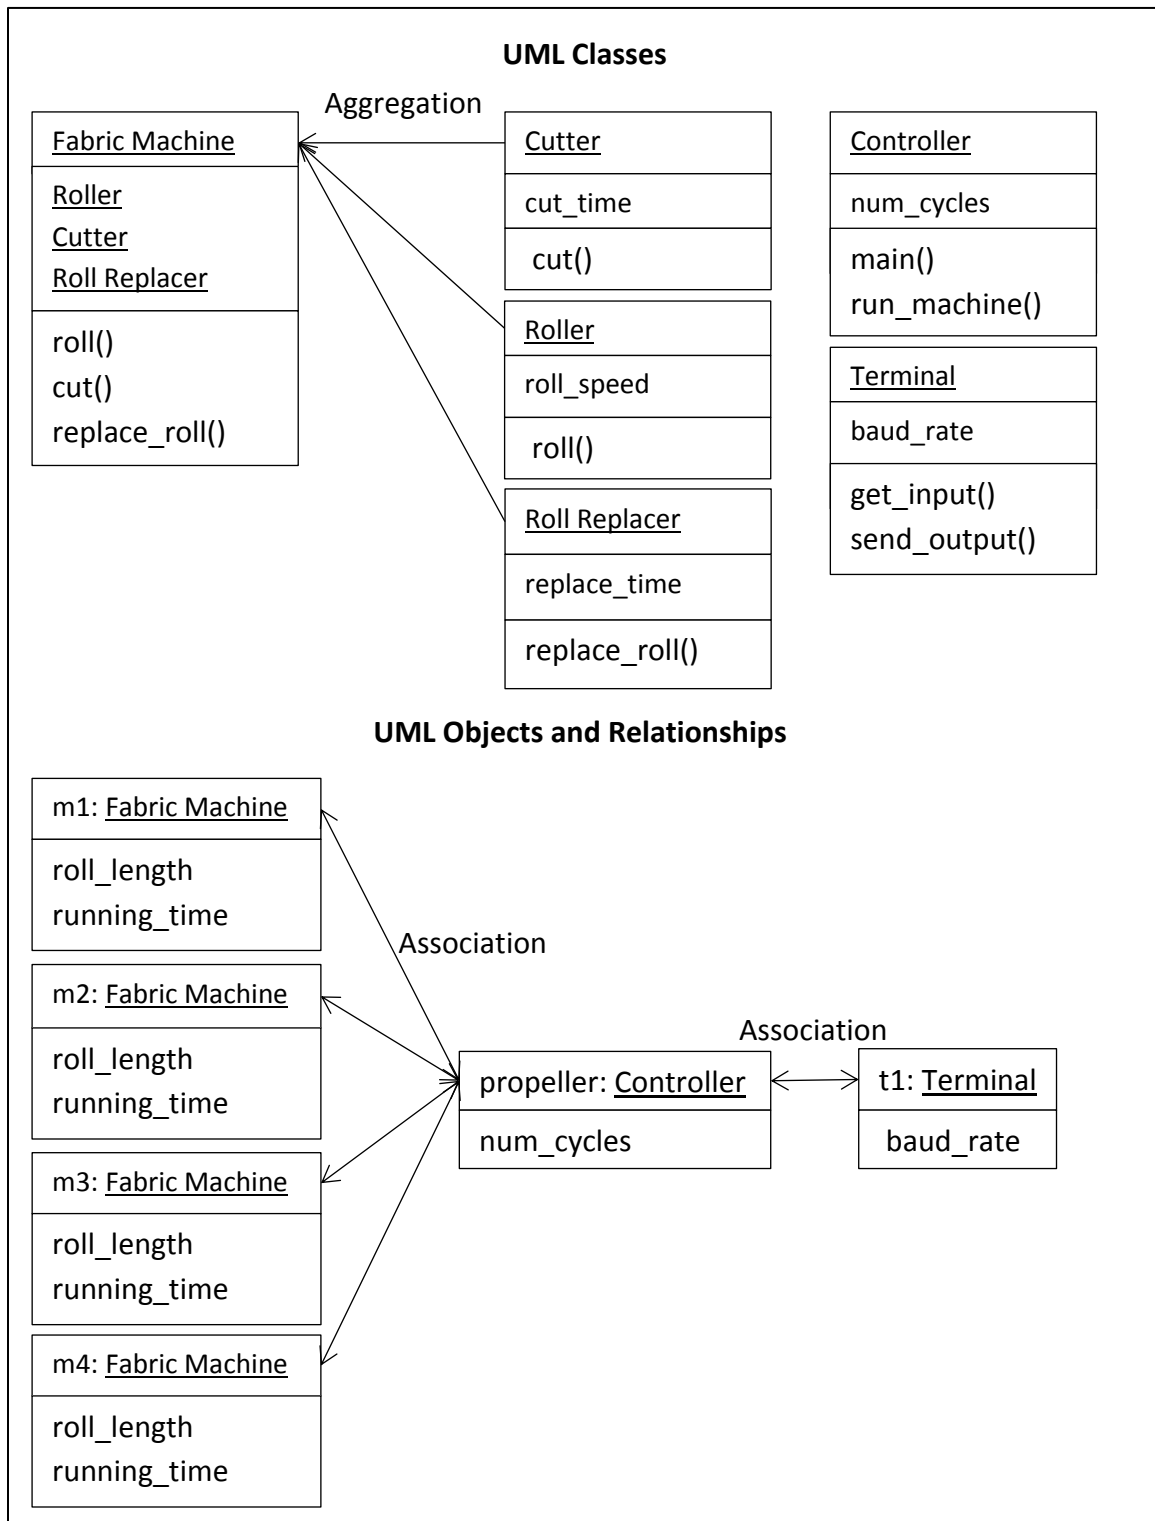 UML Classes
Aggregation
Fabric Machine
Roller
Cutter
Roll Replacer
roll()
cut()
replace_roll()
Cutter
cut_time
cut()
Roller
roll_speed
roll()
Roll Replacer
replace_time
replace_roll()
Controller
num_cycles
main()
run_machine()
Terminal
baud_rate
get_input()
send_output()
UML Objects and Relationships
m1: Fabric Machine
roll_length
running_time
m2: Fabric Machine
roll_length
running_time
m3: Fabric Machine
roll_length
running_time
m4: Fabric Machine
roll_length
running_time
Association
propeller: Controller
num_cycles
Association
t1: Terminal
baud_rate